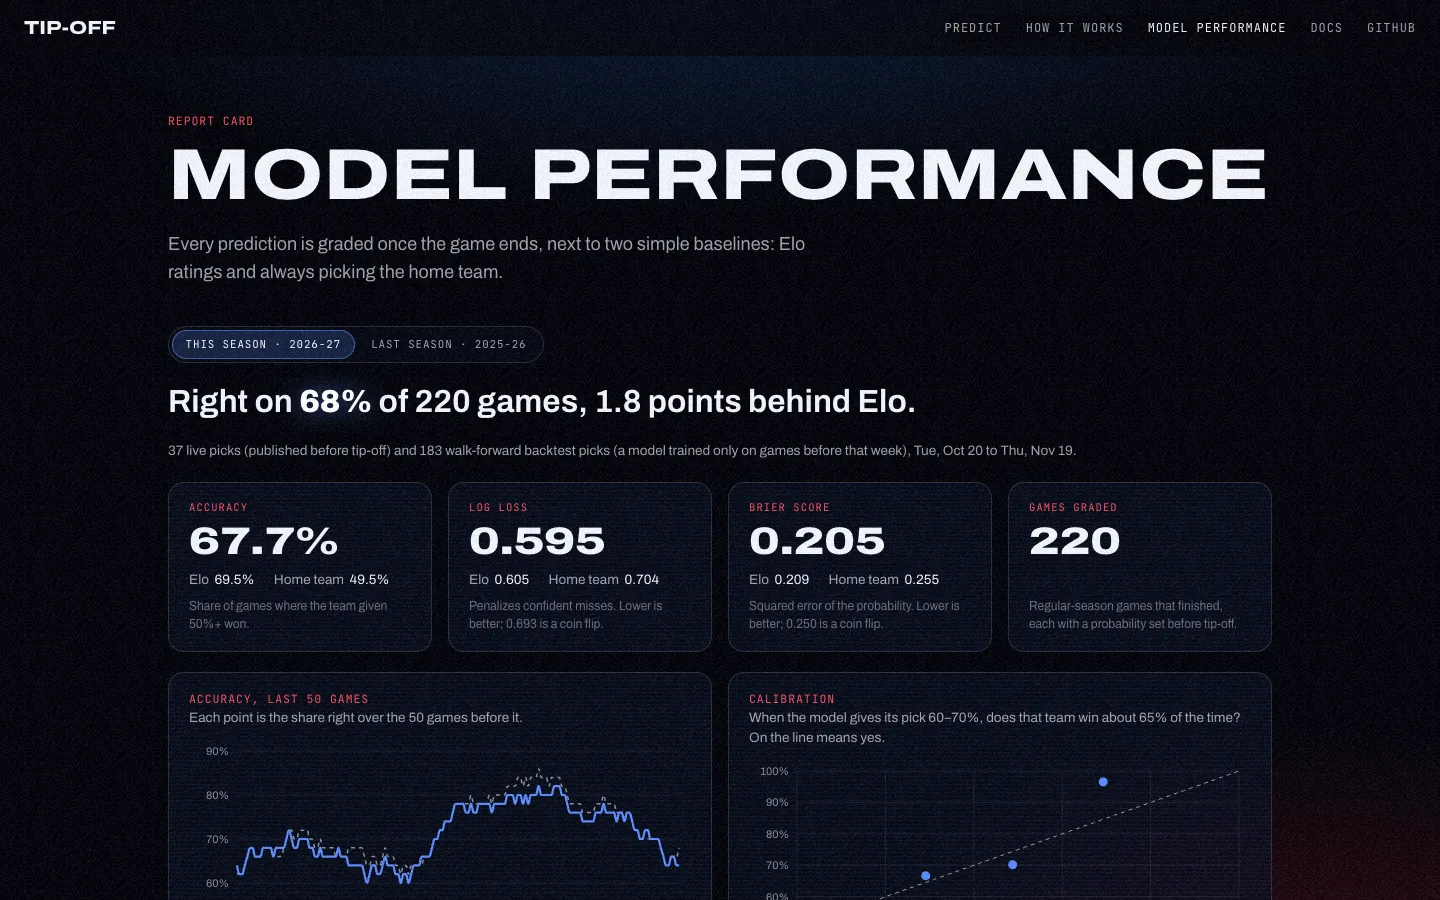 TIP-OFF
PREDICT HOW IT WORKS MODEL PERFORMANCE DOCS GITHUB
REPORT CARD
MODEL PERFORMANCE
Every prediction is graded once the game ends, next to two simple baselines: Elo
ratings and always picking the home team.
THIS SEASON · 2026-27 LAST SEASON · 2025-26
Right on 68% of 220 games, 1.8 points behind Elo.
37 live picks (published before tip-off) and 183 walk-forward backtest picks (a model trained only on games before that week), Tue, Oct 20 to Thu, Nov 19.
ACCURACY
67.7%
Elo 69.5% Home team 49.5%
Share of games where the team given
50%+ won.
LOG LOSS
0.595
Elo 0.605 Home team 0.704
Penalizes confident misses. Lower is
better; 0.693 is a coin flip.
BRIER SCORE
0.205
Elo 0.209 Home team 0.255
Squared error of the probability. Lower is
better; 0.250 is a coin flip.
GAMES GRADED
220
Regular-season games that finished,
each with a probability set before tip-off.
ACCURACY, LAST 50 GAMES
Each point is the share right over the 50 games before it.
90%
80%
70%
60%
CALIBRATION
When the model gives its pick 60–70%, does that team win about 65% of the time?
On the line means yes.
100%
90%
80%
70%
60%